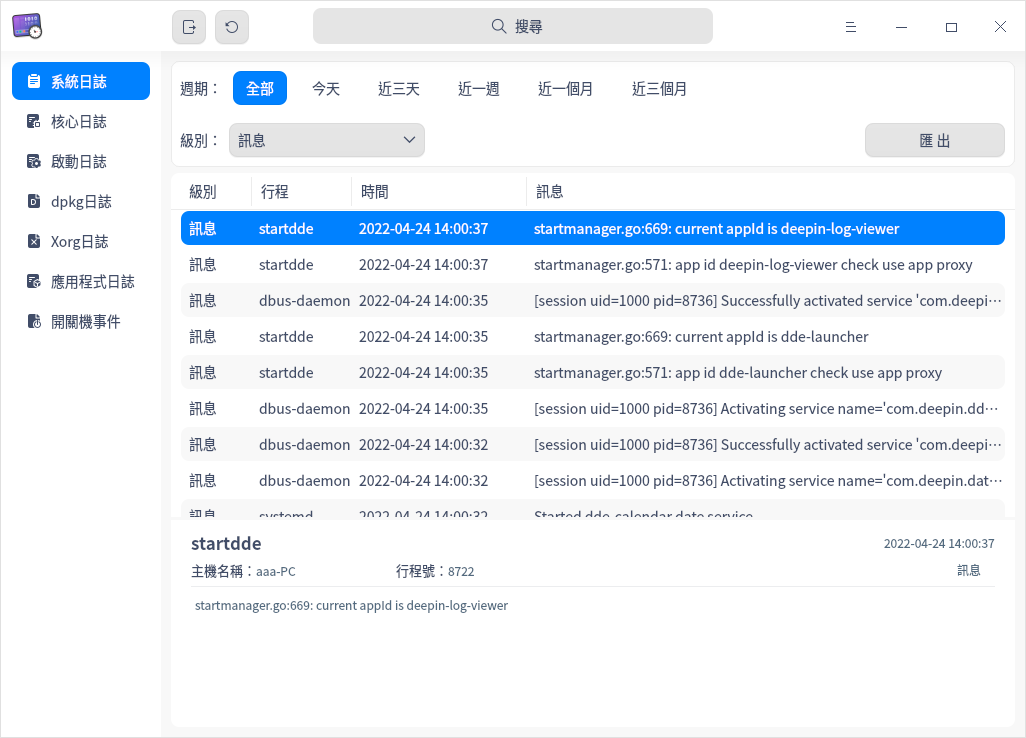 搜尋
系統日誌
核心日誌
啟動日誌
dpkg日誌
Xorg日誌
應用程式日誌
開關機事件
週期： 全部 今天 近三天 近一週 近一個月 近三個月
級別： 訊息 匯出
級別 行程 時間 訊息
訊息 startdde 2022-04-24 14:00:37 startmanager.go:669: current appId is deepin-log-viewer
訊息 startdde 2022-04-24 14:00:37 startmanager.go:571: app id deepin-log-viewer check use app proxy
訊息 dbus-daemon 2022-04-24 14:00:35 [session uid=1000 pid=8736] Successfully activated service 'com.deepi…
訊息 startdde 2022-04-24 14:00:35 startmanager.go:669: current appId is dde-launcher
訊息 startdde 2022-04-24 14:00:35 startmanager.go:571: app id dde-launcher check use app proxy
訊息 dbus-daemon 2022-04-24 14:00:35 [session uid=1000 pid=8736] Activating service name='com.deepin.dd…
訊息 dbus-daemon 2022-04-24 14:00:32 [session uid=1000 pid=8736] Successfully activated service 'com.deepi…
訊息 dbus-daemon 2022-04-24 14:00:32 [session uid=1000 pid=8736] Activating service name='com.deepin.dat…
訊息 systemd 2022-04-24 14:00:32 Started dde-calendar date service.
startdde 2022-04-24 14:00:37
主機名稱：aaa-PC 行程號：8722 訊息
startmanager.go:669: current appId is deepin-log-viewer